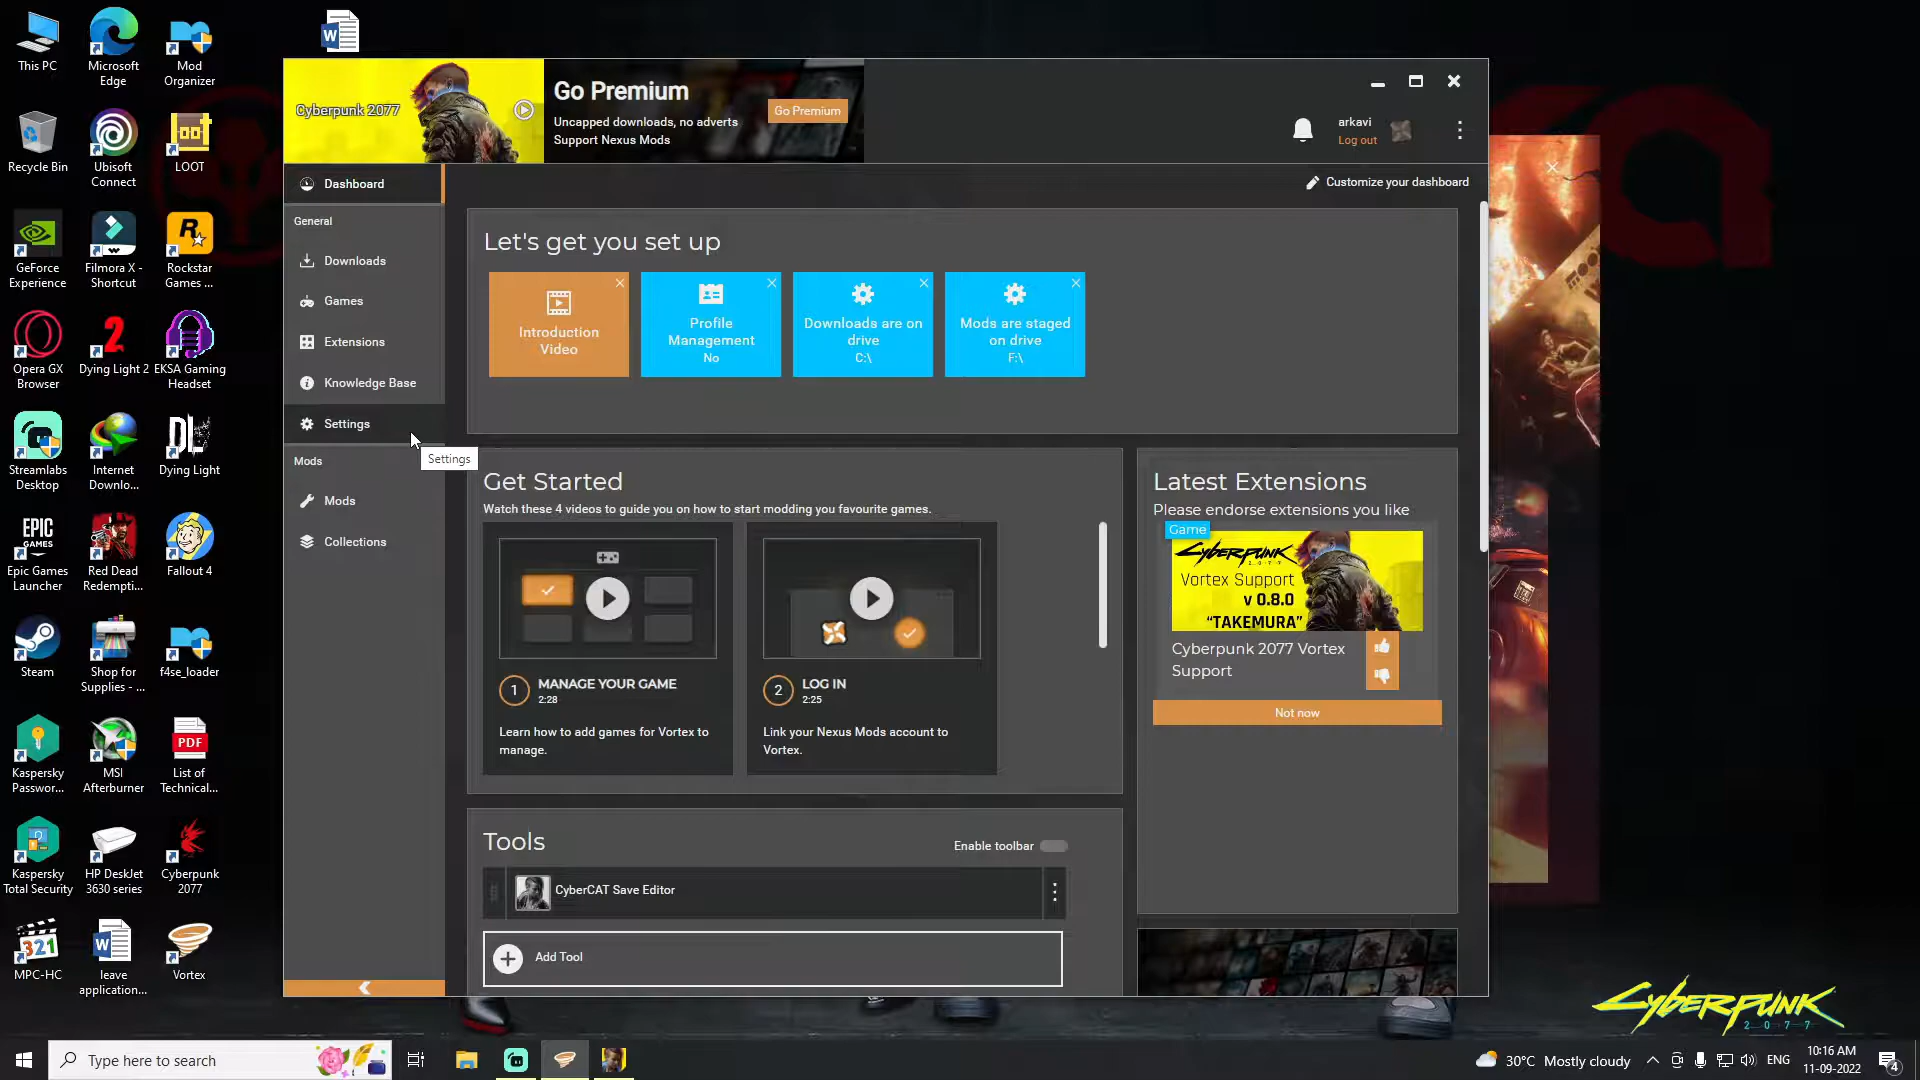 This PC
Microsoft
Edge
Mod
Organizer
Recycle Bin
Ubisoft
Connect
LOOT
GeForce
Experience
Filmora X -
Shortcut
Rockstar
Games ...
Opera GX
Browser
Dying Light 2
EKSA Gaming
Headset
Streamlabs
Desktop
Internet
Downlo...
Dying Light
EPIC
GAMES
Epic Games
Launcher
Red Dead
Redempti...
Fallout 4
Steam
Shop for
Supplies - ...
f4se_loader
Kaspersky
Passwor...
MSI
Afterburner
PDF
List of
Technical...
Kaspersky
Total Security
HP DeskJet
3630 series
Cyberpunk
2077
321
MPC-HC
leave
application...
Vortex
Cyberpunk 2077
Go Premium
Uncapped downloads, no adverts
Support Nexus Mods
Go Premium
arkavi
Log out
Dashboard
General
Downloads
Games
Extensions
Knowledge Base
Settings
Settings
Mods
Mods
Collections
Customize your dashboard
Let's get you set up
Introduction
Video
Profile
Management
No
Downloads are on
drive
C:\
Mods are staged
on drive
F:\
Get Started
Watch these 4 videos to guide you on how to start modding you favourite games.
1
MANAGE YOUR GAME
2:28
Learn how to add games for Vortex to
manage.
2
LOG IN
2:25
Link your Nexus Mods account to
Vortex.
Latest Extensions
Please endorse extensions you like
Game
Cyberpunk
2077
Vortex Support
v 0.8.0
"TAKEMURA"
Cyberpunk 2077 Vortex
Support
Not now
Tools
Enable toolbar
CyberCAT Save Editor
Add Tool
Cyberpunk
2077
Type here to search
30°C Mostly cloudy
ENG
10:16 AM
11-09-2022
4